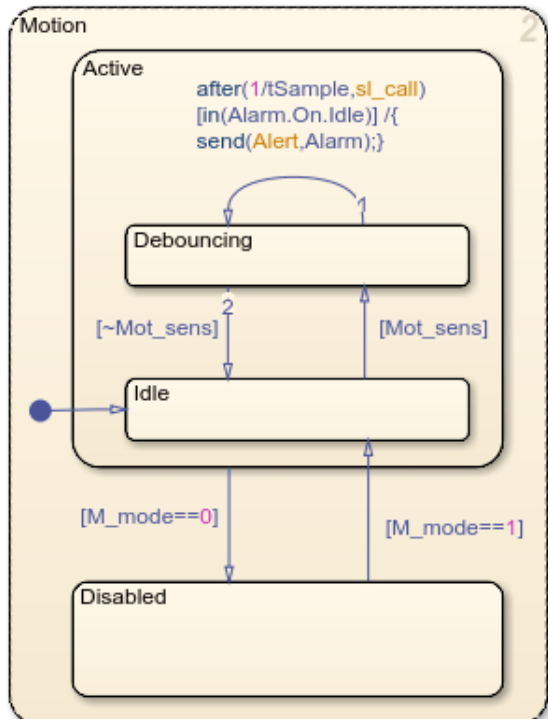 Motion 2
Active
after(1/tSample,sl_call)
[in(Alarm.On.Idle)] /{
send(Alert,Alarm);}
1
Debouncing
2
[~Mot_sens] [Mot_sens]
Idle
[M_mode==0] [M_mode==1]
Disabled